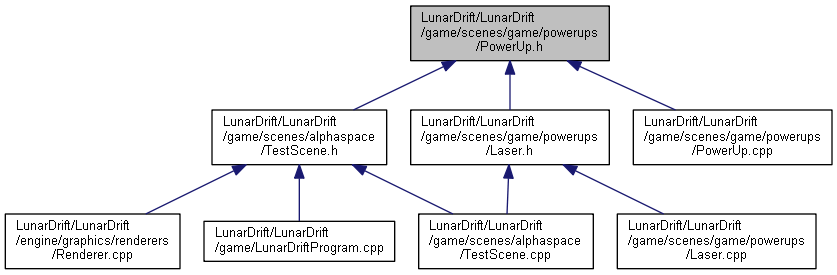 LunarDrift/LunarDrift
/game/scenes/game/powerups
/PowerUp.h
LunarDrift/LunarDrift
/game/scenes/alphaspace
/TestScene.h
LunarDrift/LunarDrift
/game/scenes/game/powerups
/Laser.h
LunarDrift/LunarDrift
/game/scenes/game/powerups
/PowerUp.cpp
LunarDrift/LunarDrift
/engine/graphics/renderers
/Renderer.cpp
LunarDrift/LunarDrift
/game/LunarDriftProgram.cpp
LunarDrift/LunarDrift
/game/scenes/alphaspace
/TestScene.cpp
LunarDrift/LunarDrift
/game/scenes/game/powerups
/Laser.cpp